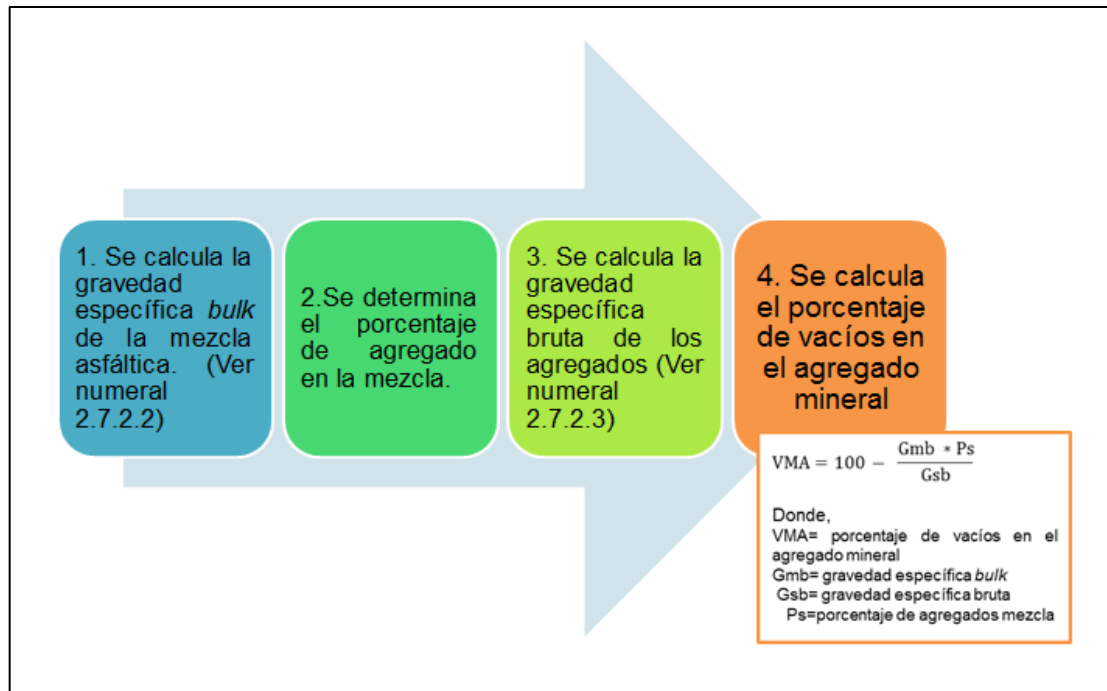 1. Se calcula la
gravedad
específica bulk
de la mezcla
asfáltica. (Ver
numeral
2.7.2.2)
2.Se determina
el porcentaje
de agregado
en la mezcla.
3. Se calcula la
gravedad
específica
bruta de los
agregados (Ver
numeral
2.7.2.3)
4. Se calcula
el porcentaje
de vacíos en
el agregado
mineral
VMA = 100 − Gmb * Ps / Gsb
Donde,
VMA= porcentaje de vacíos en el
agregado mineral
Gmb= gravedad específica bulk
Gsb= gravedad específica bruta
Ps=porcentaje de agregados mezcla